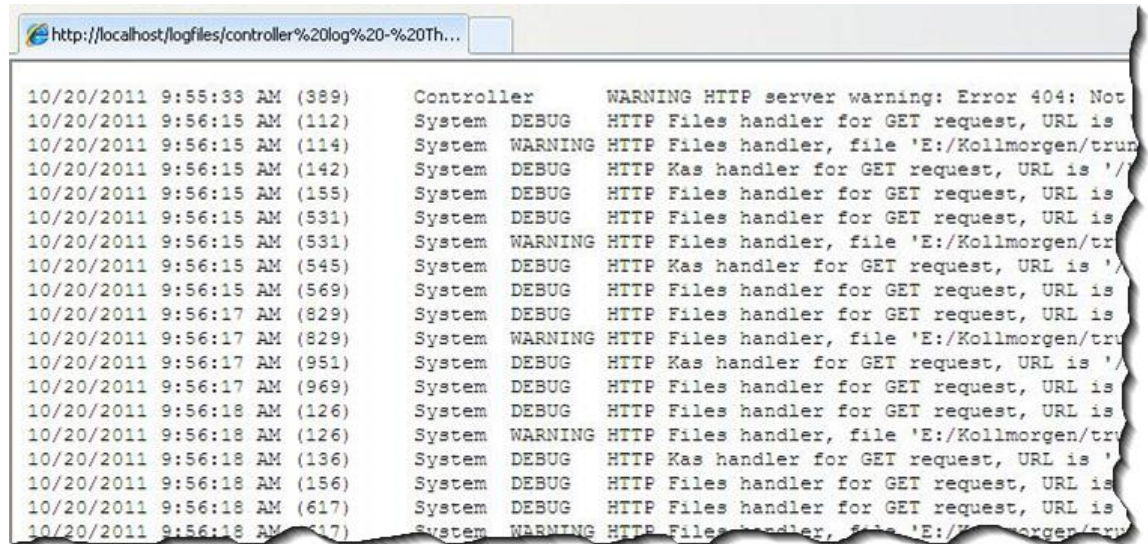 http://localhost/logfiles/controller%20log%20-%20Th...
10/20/2011 9:55:33 AM (389) Controller WARNING HTTP server warning: Error 404: Not
10/20/2011 9:56:15 AM (112) System DEBUG HTTP Files handler for GET request, URL is
10/20/2011 9:56:15 AM (114) System WARNING HTTP Files handler, file 'E:/Kollmorgen/trun
10/20/2011 9:56:15 AM (142) System DEBUG HTTP Kas handler for GET request, URL is '/
10/20/2011 9:56:15 AM (155) System DEBUG HTTP Files handler for GET request, URL is
10/20/2011 9:56:15 AM (531) System DEBUG HTTP Files handler for GET request, URL is
10/20/2011 9:56:15 AM (531) System WARNING HTTP Files handler, file 'E:/Kollmorgen/tr
10/20/2011 9:56:15 AM (545) System DEBUG HTTP Kas handler for GET request, URL is '/
10/20/2011 9:56:15 AM (569) System DEBUG HTTP Files handler for GET request, URL is
10/20/2011 9:56:17 AM (829) System DEBUG HTTP Files handler for GET request, URL is
10/20/2011 9:56:17 AM (829) System WARNING HTTP Files handler, file 'E:/Kollmorgen/tru
10/20/2011 9:56:17 AM (951) System DEBUG HTTP Kas handler for GET request, URL is '/
10/20/2011 9:56:17 AM (969) System DEBUG HTTP Files handler for GET request, URL is
10/20/2011 9:56:18 AM (126) System DEBUG HTTP Files handler for GET request, URL is
10/20/2011 9:56:18 AM (126) System WARNING HTTP Files handler, file 'E:/Kollmorgen/tru
10/20/2011 9:56:18 AM (136) System DEBUG HTTP Kas handler for GET request, URL is '
10/20/2011 9:56:18 AM (156) System DEBUG HTTP Files handler for GET request, URL is
10/20/2011 9:56:18 AM (617) System DEBUG HTTP Files handler for GET request, URL is
10/20/2011 9:56:18 AM 617) System WARNING HTTP Files handler,